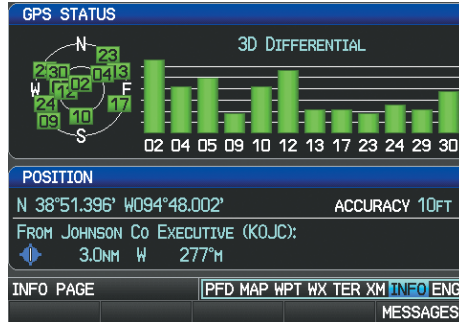 GPS STATUS
N
3D DIFFERENTIAL
23
2 30 04 13
W 12 02 E
24 17
09 10
S
02 04 05 09 10 12 13 17 23 24 29 30
POSITION
N 38°51.396' W094°48.002' ACCURACY 10FT
FROM JOHNSON CO EXECUTIVE (KOJC):
3.0NM W 277°M
INFO PAGE PFD MAP WPT WX TER XM INFO ENG
MESSAGES